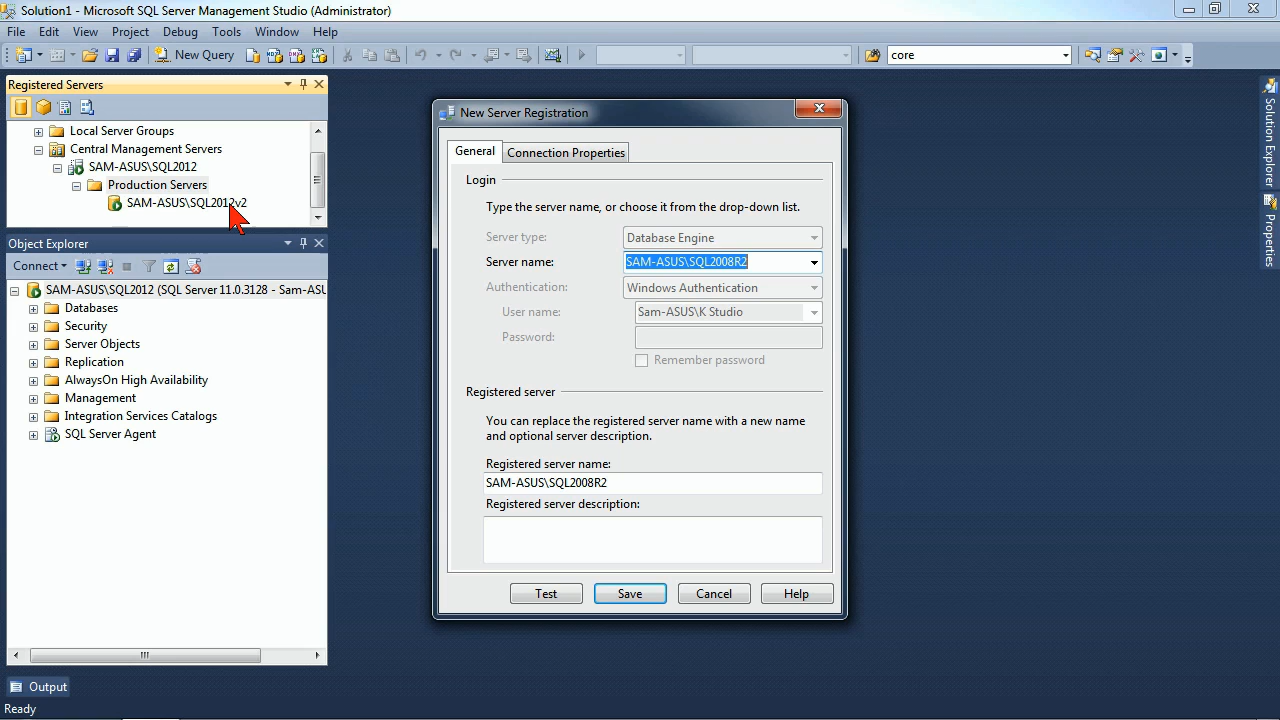 Solution1 - Microsoft SQL Server Management Studio (Administrator)
File Edit View Project Debug Tools Window Help
New Query core
Registered Servers
Local Server Groups
Central Management Servers
SAM-ASUS\SQL2012
Production Servers
SAM-ASUS\SQL2012v2
Object Explorer
Connect
SAM-ASUS\SQL2012 (SQL Server 11.0.3128 - Sam-ASU
Databases
Security
Server Objects
Replication
AlwaysOn High Availability
Management
Integration Services Catalogs
SQL Server Agent
New Server Registration
General Connection Properties
Login
Type the server name, or choose it from the drop-down list.
Server type: Database Engine
Server name: SAM-ASUS\SQL2008R2
Authentication: Windows Authentication
User name: Sam-ASUS\K Studio
Password:
Remember password
Registered server
You can replace the registered server name with a new name
and optional server description.
Registered server name:
SAM-ASUS\SQL2008R2
Registered server description:
Test Save Cancel Help
Solution Explorer
Properties
Output
Ready